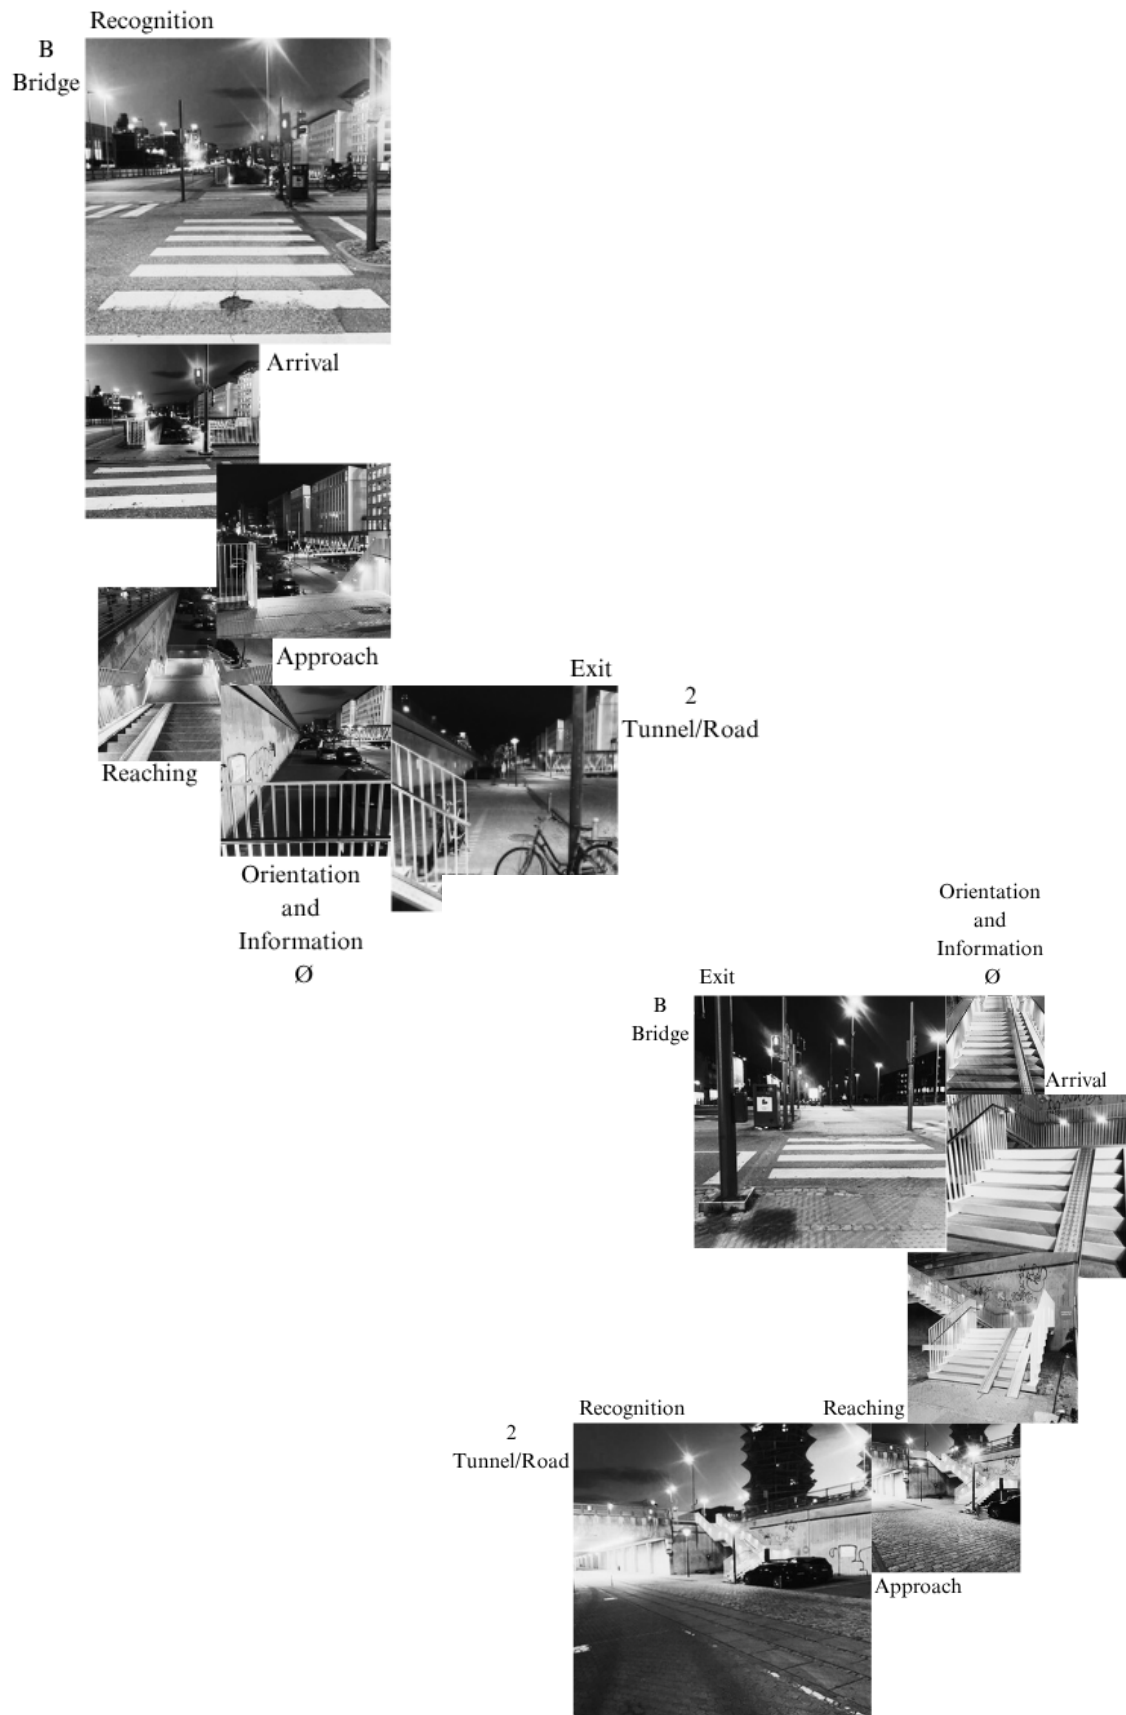 Recognition
B
Bridge
Arrival
Approach
Reaching
Exit
2
Tunnel/Road
Orientation
and
Information
Ø
Orientation
and
Information
Ø
Exit
B
Bridge
Arrival
Recognition
Reaching
2
Tunnel/Road
Approach